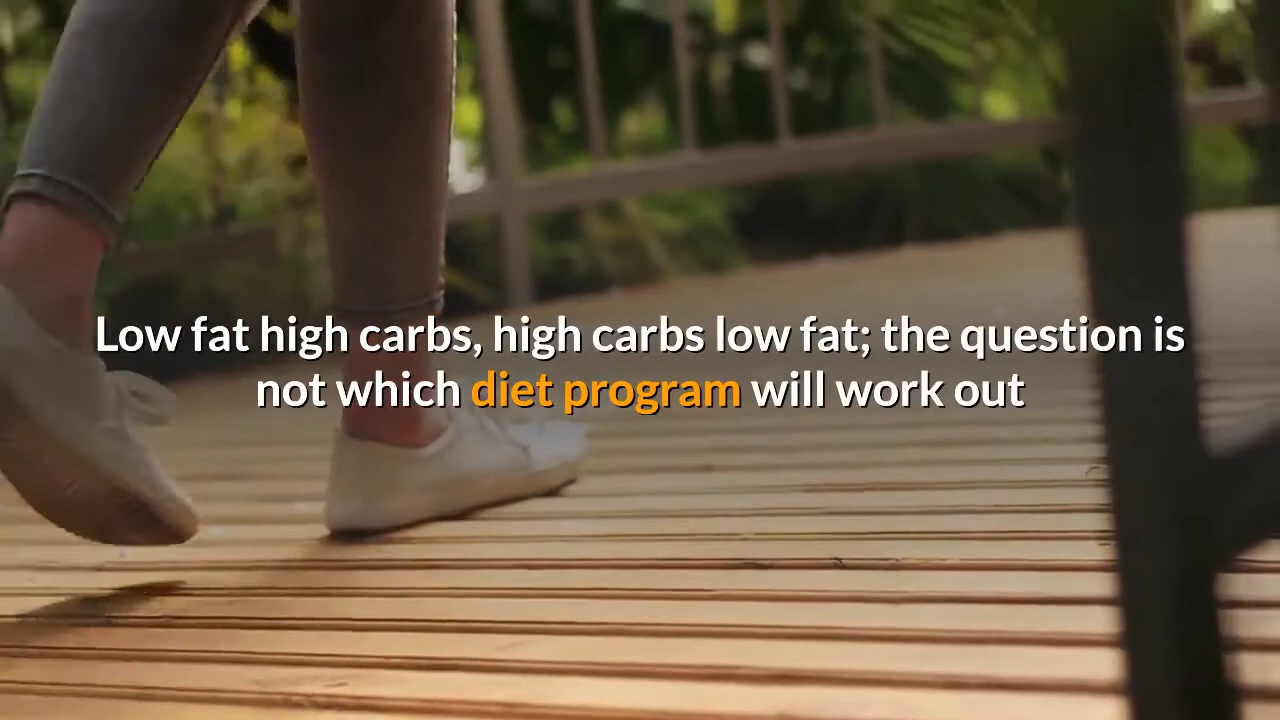 Low fat high carbs, high carbs low fat; the question is
not which diet program will work out